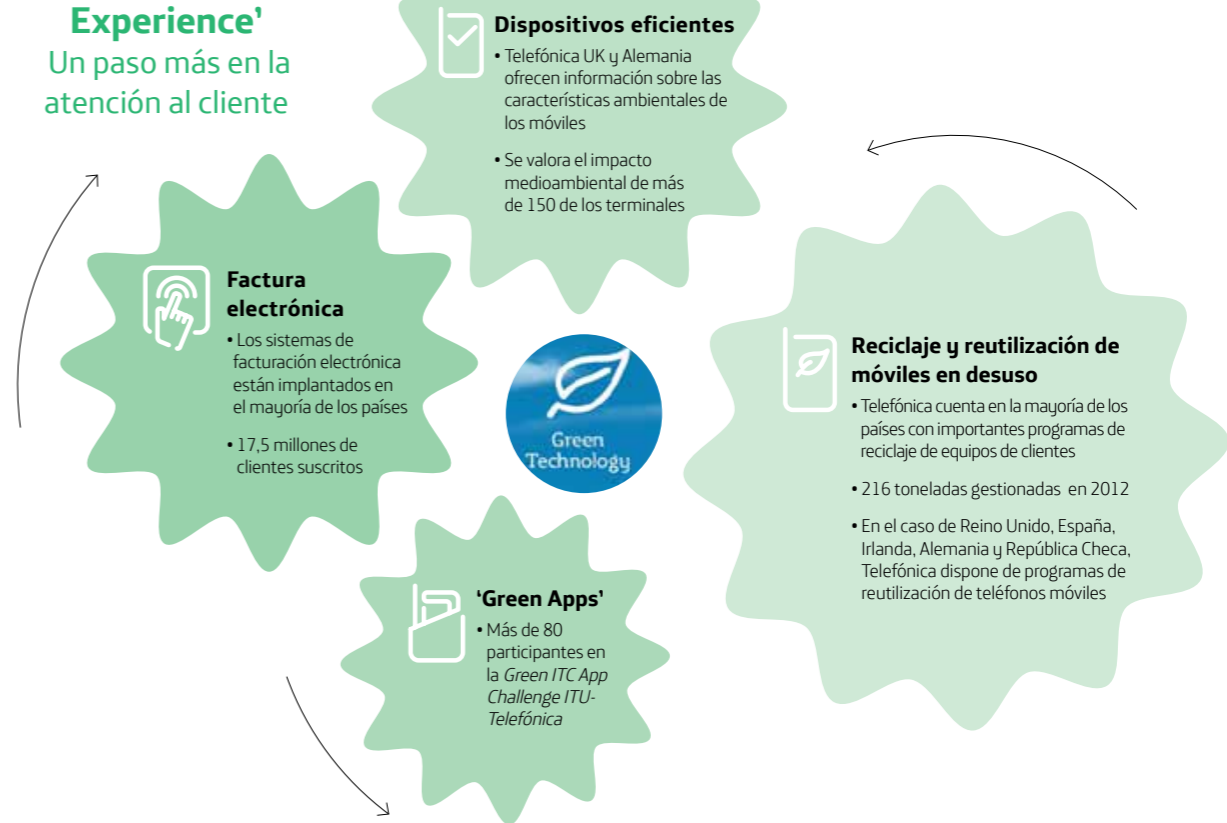 Experience’
Un paso más en la
atención al cliente
Dispositivos eficientes
• Telefónica UK y Alemania
ofrecen información sobre las
características ambientales de
los móviles
• Se valora el impacto
medioambiental de más
de 150 de los terminales
Factura
electrónica
• Los sistemas de
facturación electrónica
están implantados en
el mayoría de los países
• 17,5 millones de
clientes suscritos
Green
Technology
Reciclaje y reutilización de
móviles en desuso
• Telefónica cuenta en la mayoría de los
países con importantes programas de
reciclaje de equipos de clientes
• 216 toneladas gestionadas en 2012
• En el caso de Reino Unido, España,
Irlanda, Alemania y República Checa,
Telefónica dispone de programas de
reutilización de teléfonos móviles
‘Green Apps’
• Más de 80
participantes en
la Green ITC App
Challenge ITU-
Telefónica